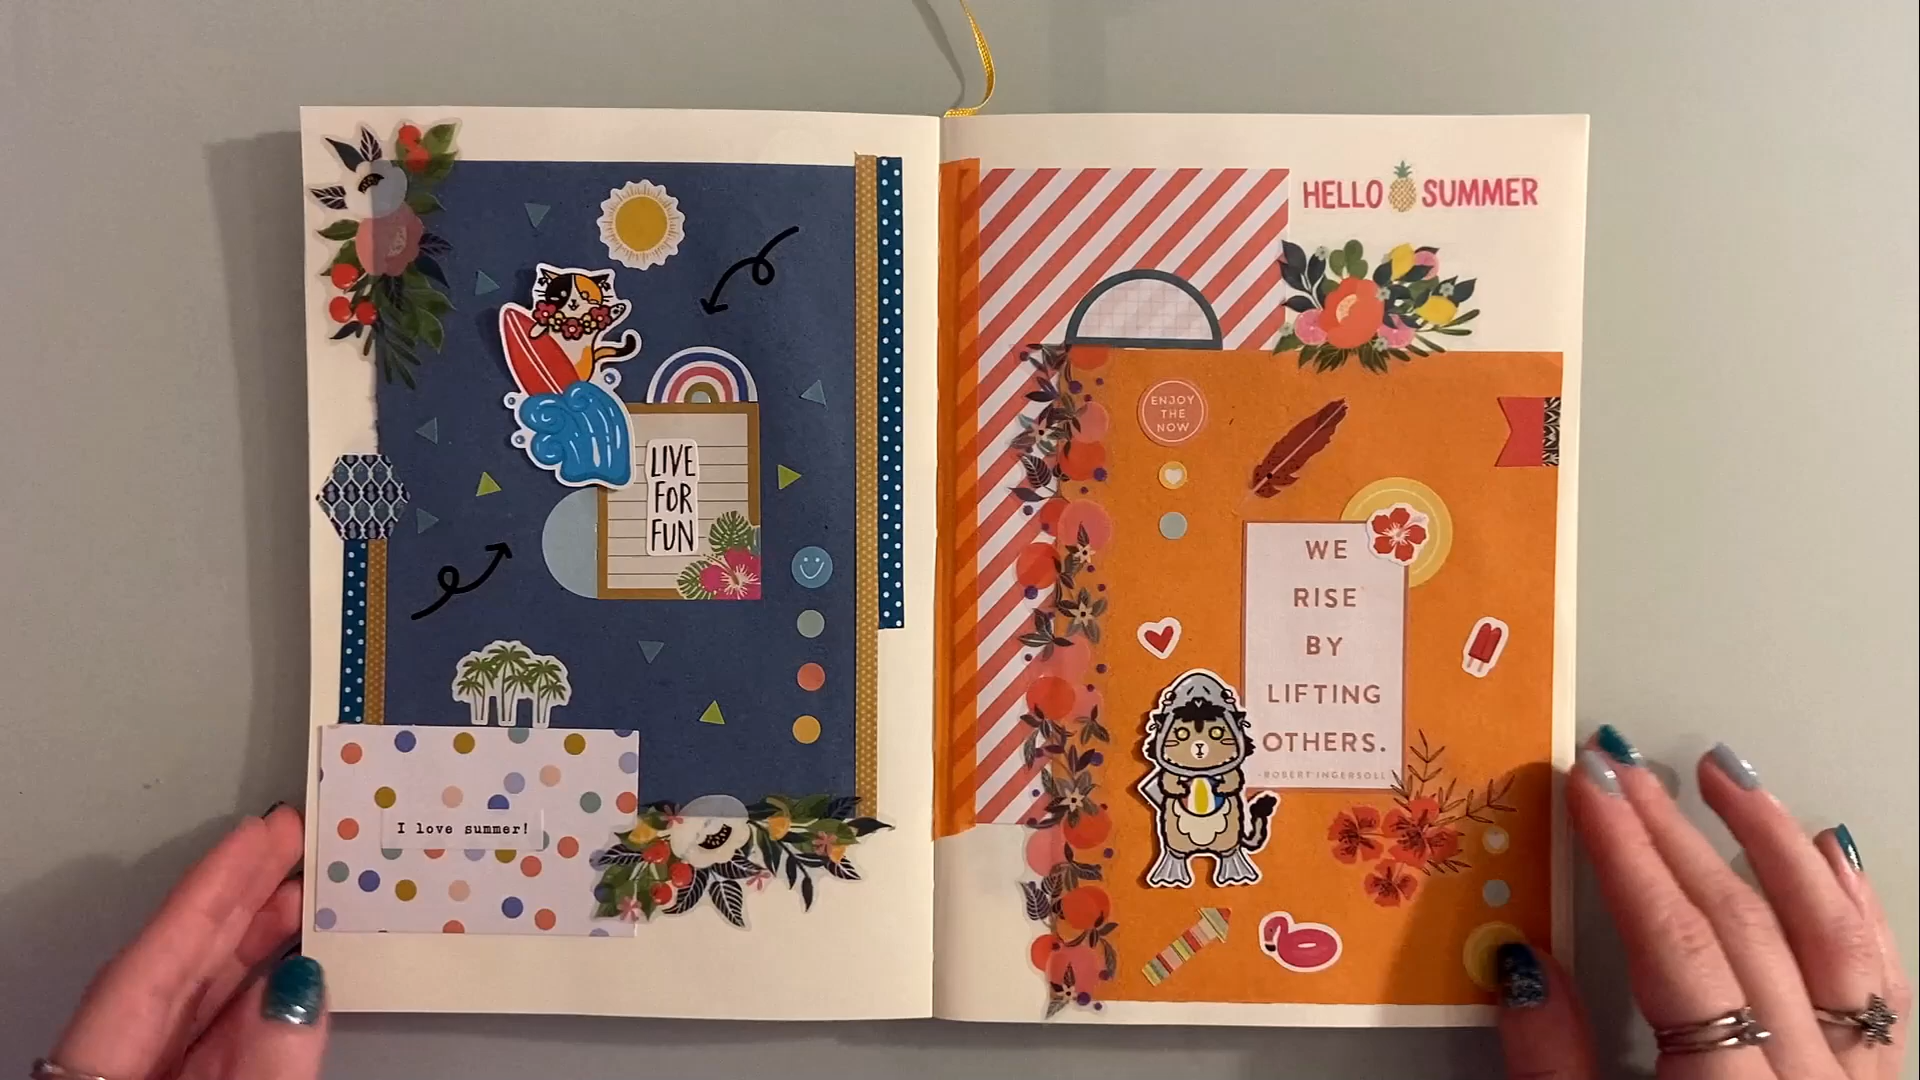 LIVE
FOR
FUN
I love summer!
HELLO SUMMER
ENJOY
THE
NOW
WE
RISE
BY
LIFTING
OTHERS.
-ROBERT INGERSOLL